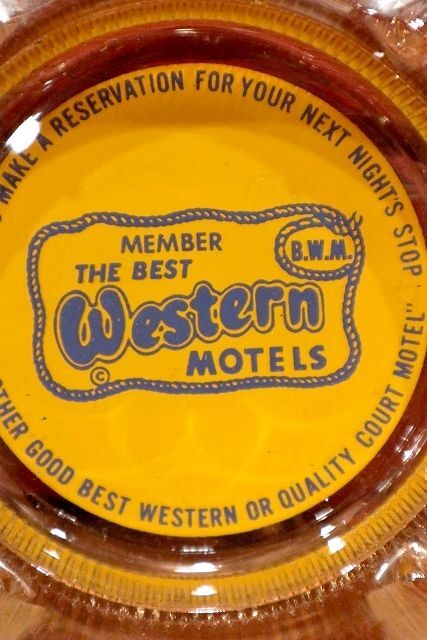 MAKE A RESERVATION FOR YOUR NEXT NIGHT'S STOP
MEMBER
B.W.M.
THE BEST
Western
MOTELS
©
GOOD BEST WESTERN OR QUALITY COURT MOTEL"